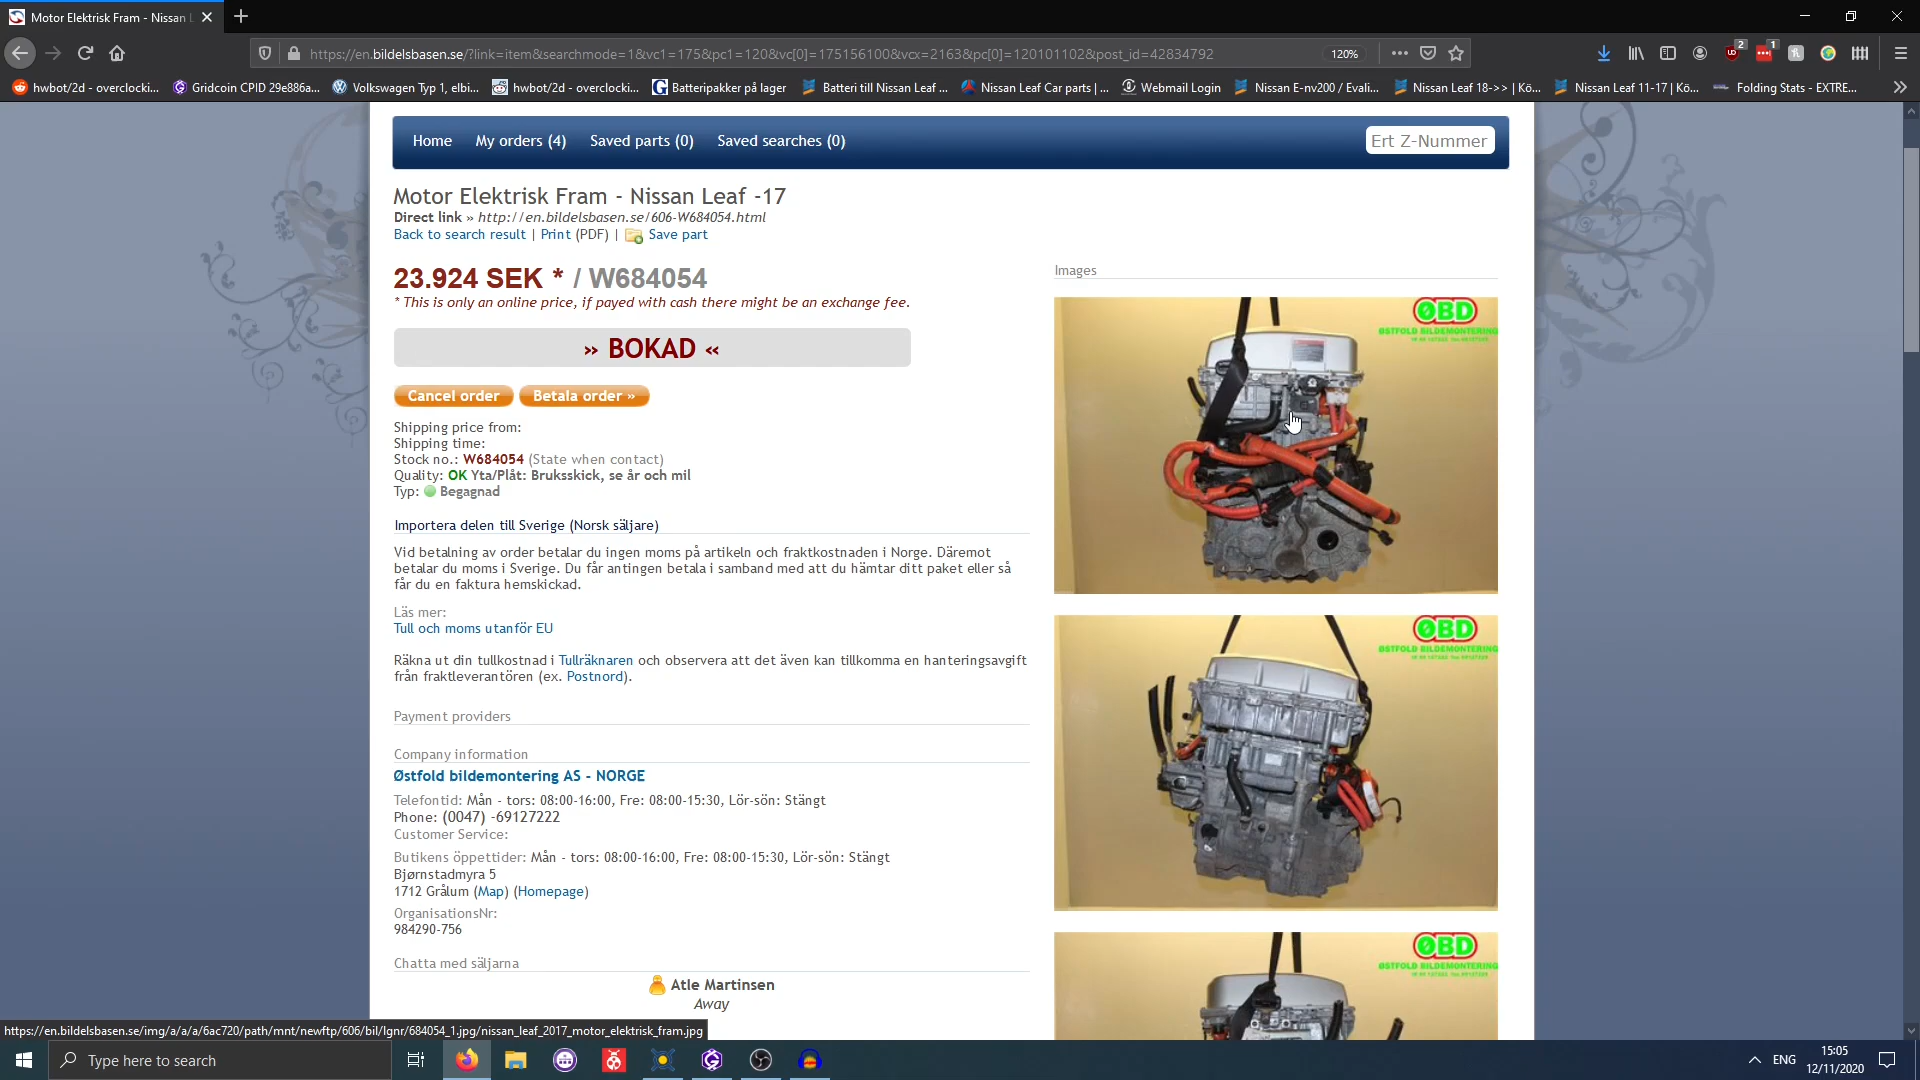 Motor Elektrisk Fram - Nissan L
https://en.bildelsbasen.se/?link=item&searchmode=1&vc1=175&pc1=120&vc[0]=175156100&vcx=2163&pc[0]=120101102&post_id=42834792
120%
2
1
hwbot/2d - overclocki...
Gridcoin CPID 29e886a...
Volkswagen Typ 1, elbi...
hwbot/2d - overclocki...
Batteripakker på lager
Batteri till Nissan Leaf ...
Nissan Leaf Car parts | ...
Webmail Login
Nissan E-nv200 / Evali...
Nissan Leaf 18->> | Kö...
Nissan Leaf 11-17 | Kö...
Folding Stats - EXTRE...
Home
My orders (4)
Saved parts (0)
Saved searches (0)
Ert Z-Nummer
Motor Elektrisk Fram - Nissan Leaf -17
Direct link » http://en.bildelsbasen.se/606-W684054.html
Back to search result | Print (PDF) | Save part
23.924 SEK * / W684054
* This is only an online price, if payed with cash there might be an exchange fee.
» BOKAD «
Cancel order
Betala order »
Shipping price from:
Shipping time:
Stock no.: W684054 (State when contact)
Quality: OK Yta/Plåt: Bruksskick, se år och mil
Typ: Begagnad
Importera delen till Sverige (Norsk säljare)
Vid betalning av order betalar du ingen moms på artikeln och fraktkostnaden i Norge. Däremot
betalar du moms i Sverige. Du får antingen betala i samband med att du hämtar ditt paket eller så
får du en faktura hemskickad.
Läs mer:
Tull och moms utanför EU
Räkna ut din tullkostnad i Tullräknaren och observera att det även kan tillkomma en hanteringsavgift
från fraktleverantören (ex. Postnord).
Payment providers
Company information
Østfold bildemontering AS - NORGE
Telefontid: Mån - tors: 08:00-16:00, Fre: 08:00-15:30, Lör-sön: Stängt
Phone: (0047) -69127222
Customer Service:
Butikens öppettider: Mån - tors: 08:00-16:00, Fre: 08:00-15:30, Lör-sön: Stängt
Bjørnstadmyra 5
1712 Grålum (Map) (Homepage)
OrganisationsNr:
984290-756
Chatta med säljarna
Atle Martinsen
Away
Images
ØBD
ØSTFOLD BILDEMONTERING
ØBD
ØSTFOLD BILDEMONTERING
ØBD
ØSTFOLD BILDEMONTERING
https://en.bildelsbasen.se/img/a/a/a/6ac720/path/mnt/newftp/606/bil/lgnr/684054_1.jpg/nissan_leaf_2017_motor_elektrisk_fram.jpg
Type here to search
ENG
15:05
12/11/2020